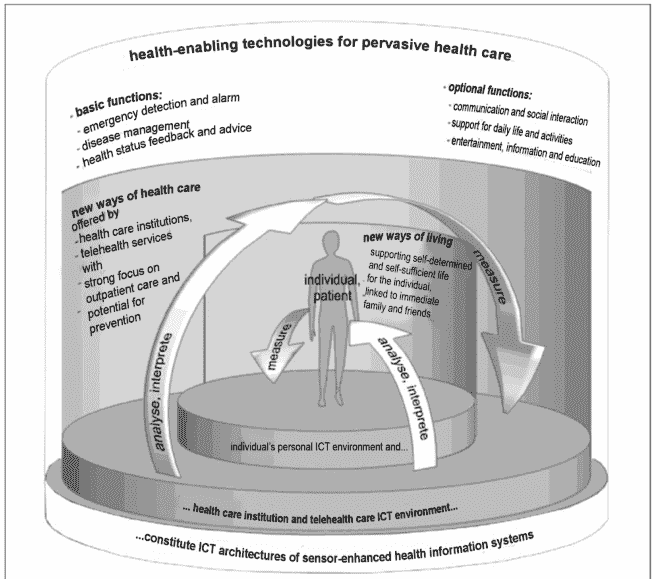 health-enabling technologies for pervasive health care
- basic functions:
- emergency detection and alarm
- disease management
- health status feedback and advice
- optional functions:
- communication and social interaction
- support for daily life and activities
- entertainment, information and education
new ways of health care
offered by
- health care institutions,
- telehealth services
with
- strong focus on
outpatient care and
- potential for
prevention
new ways of living
supporting self-determined
and self-sufficient life
for the individual,
linked to immediate
family and friends
individual,
patient
measure
measure
analyse, interprete
analyse, interprete
individual's personal ICT environment and...
... health care institution and telehealth care ICT environment...
...constitute ICT architectures of sensor-enhanced health information systems